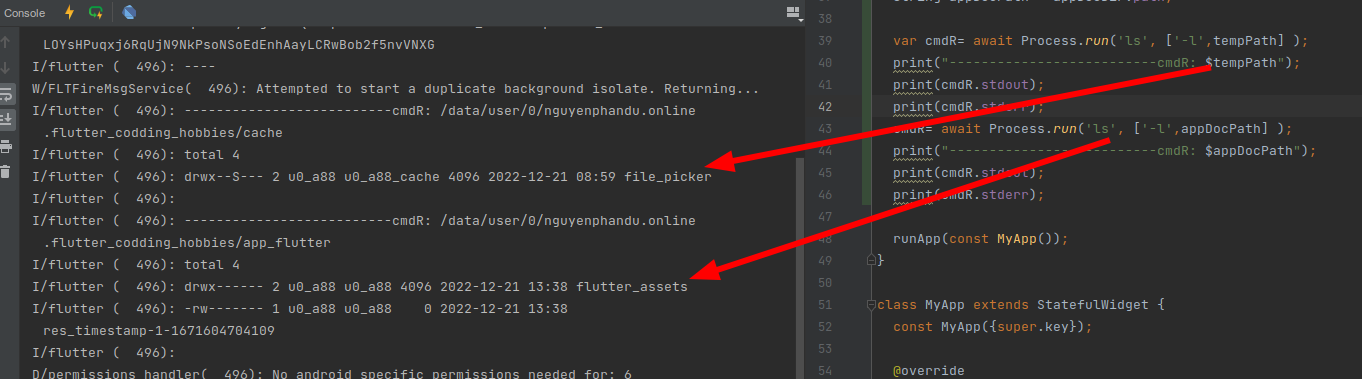 Console
LOYsHPuqxj6RqUjN9NkPsoNSoEdEnhAayLCRwBob2f5nvVNXG
I/flutter (  496): ----
W/FLTFireMsgService(  496): Attempted to start a duplicate background isolate. Returning...
I/flutter (  496): ---------------------------cmdR: /data/user/0/nguyenphandu.online
.flutter_codding_hobbies/cache
I/flutter (  496): total 4
I/flutter (  496): drwx--S--- 2 u0_a88 u0_a88_cache 4096 2022-12-21 08:59 file_picker
I/flutter (  496):
I/flutter (  496): ---------------------------cmdR: /data/user/0/nguyenphandu.online
.flutter_codding_hobbies/app_flutter
I/flutter (  496): total 4
I/flutter (  496): drwx------ 2 u0_a88 u0_a88 4096 2022-12-21 13:38 flutter_assets
I/flutter (  496): -rw------- 1 u0_a88 u0_a88    0 2022-12-21 13:38
res_timestamp-1-1671604704109
I/flutter (  496):
D/permissions_handler(  496): No android specific permissions needed for: 6
38
39 var cmdR= await Process.run('ls', ['-l',tempPath] );
40 print("---------------------------cmdR: $tempPath");
41 print(cmdR.stdout);
42 print(cmdR.stderr);
43 cmdR= await Process.run('ls', ['-l',appDocPath] );
44 print("---------------------------cmdR: $appDocPath");
45 print(cmdR.stdout);
46 print(cmdR.stderr);
47
48 runApp(const MyApp());
49 }
50
51 class MyApp extends StatefulWidget {
52 const MyApp({super.key});
53
54 @override